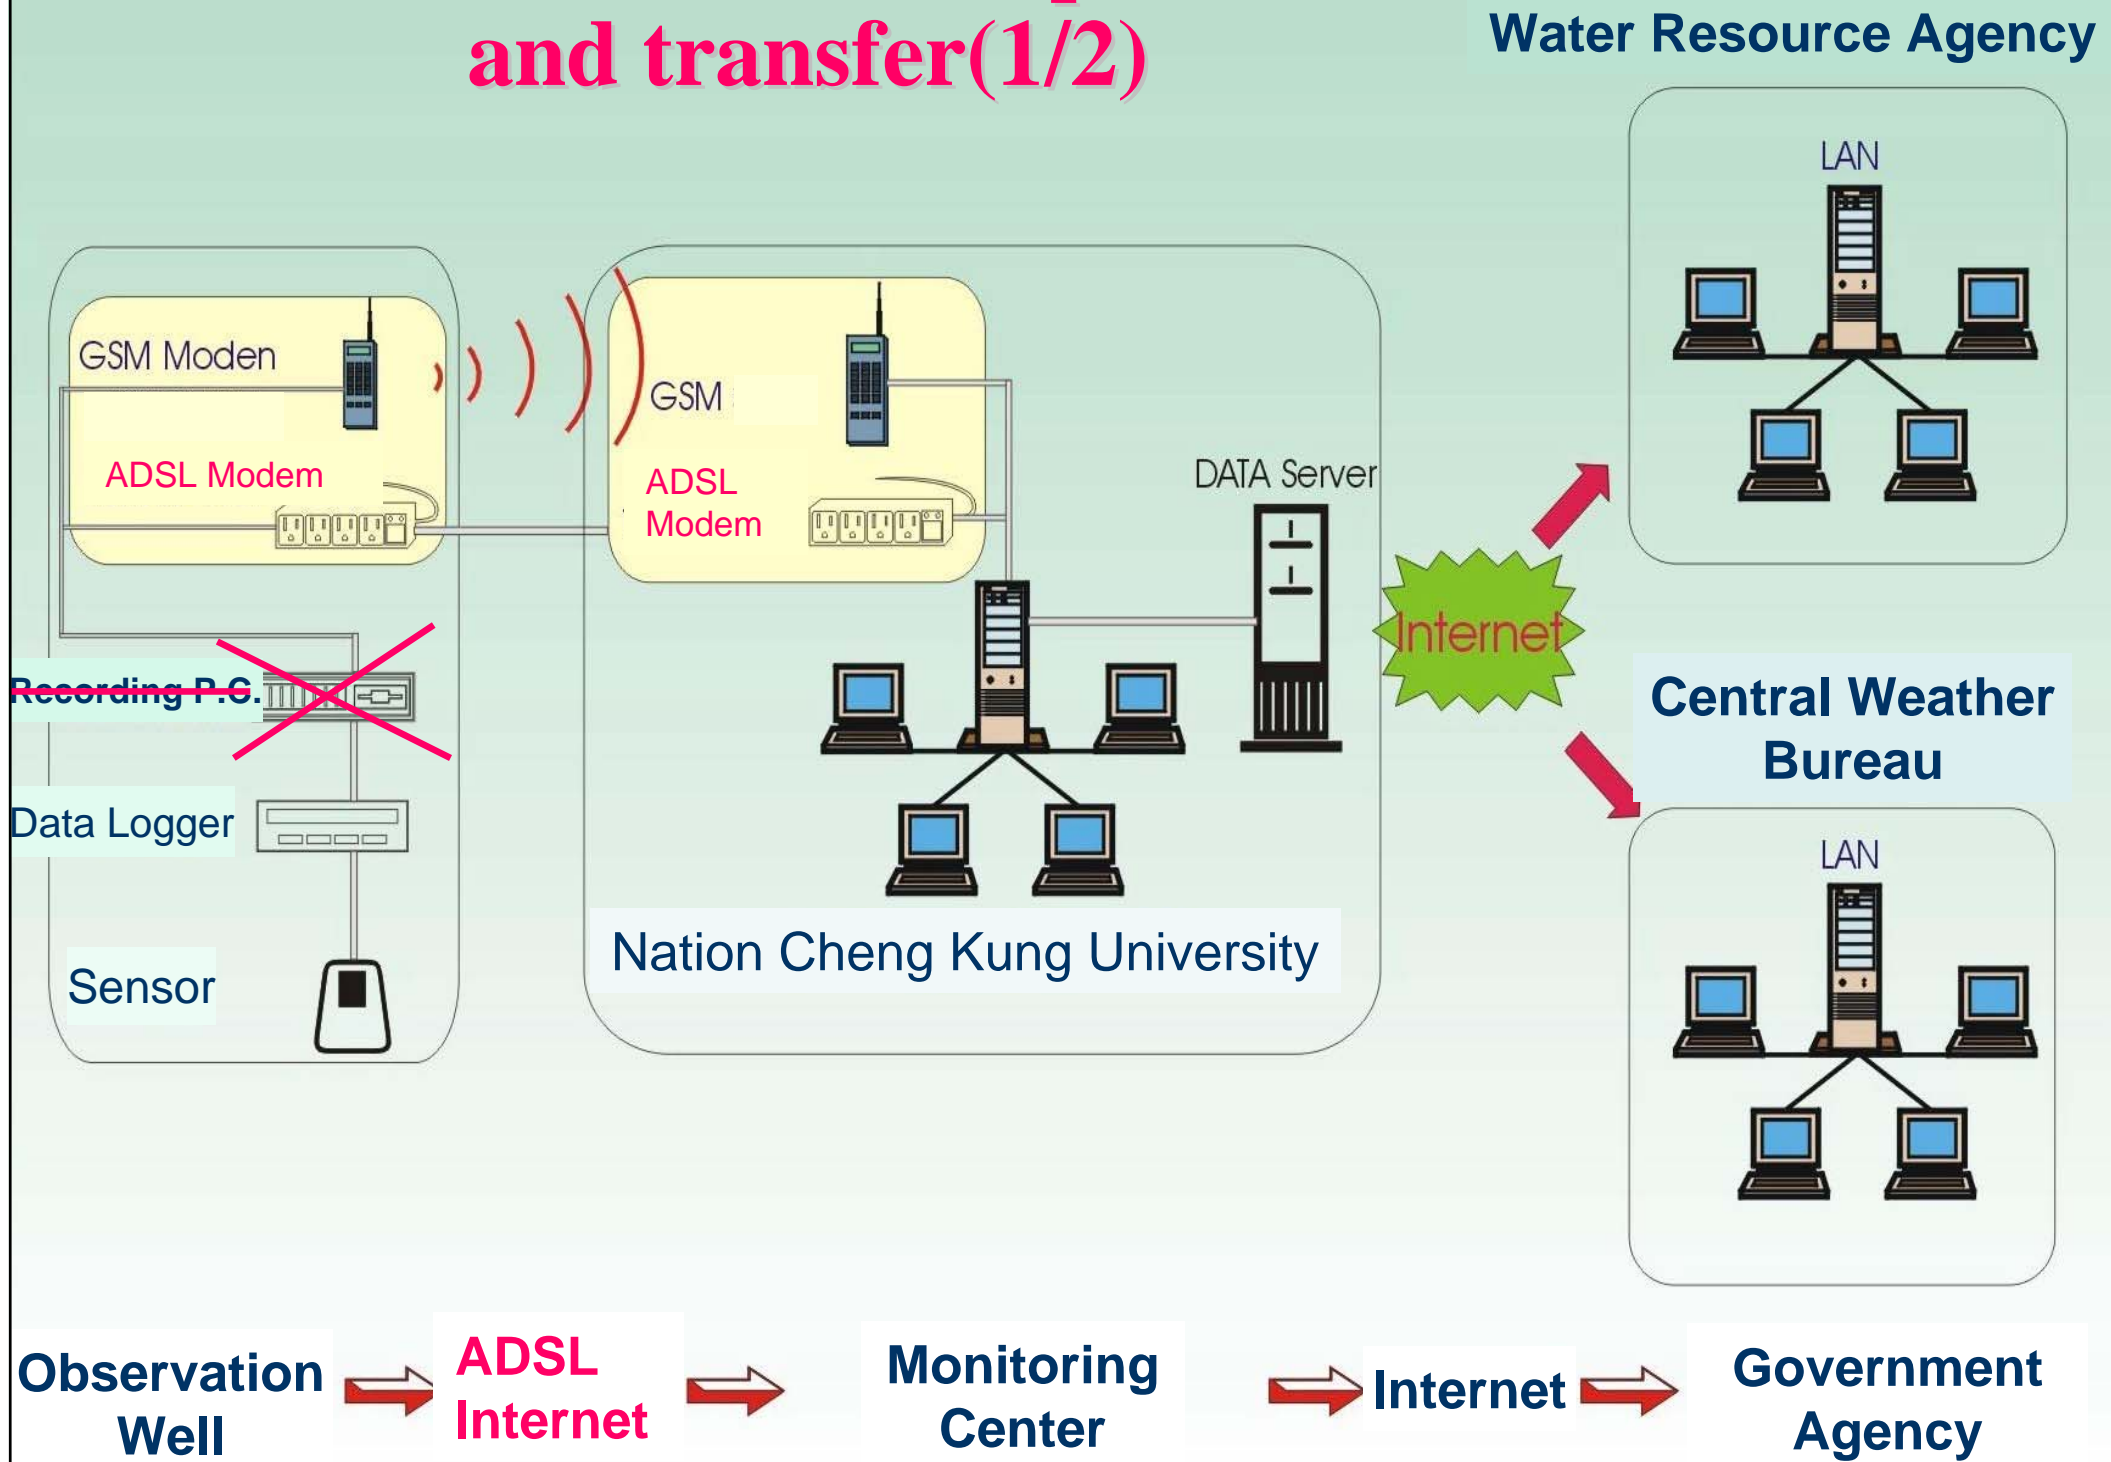 and transfer(1/2)
Water Resource Agency
LAN
GSM Moden
ADSL Modem
GSM
ADSL
Modem
DATA Server
Internet
Recording P.C.
Data Logger
Sensor
Nation Cheng Kung University
Central Weather
Bureau
LAN
Observation
Well
ADSL
Internet
Monitoring
Center
Internet
Government
Agency